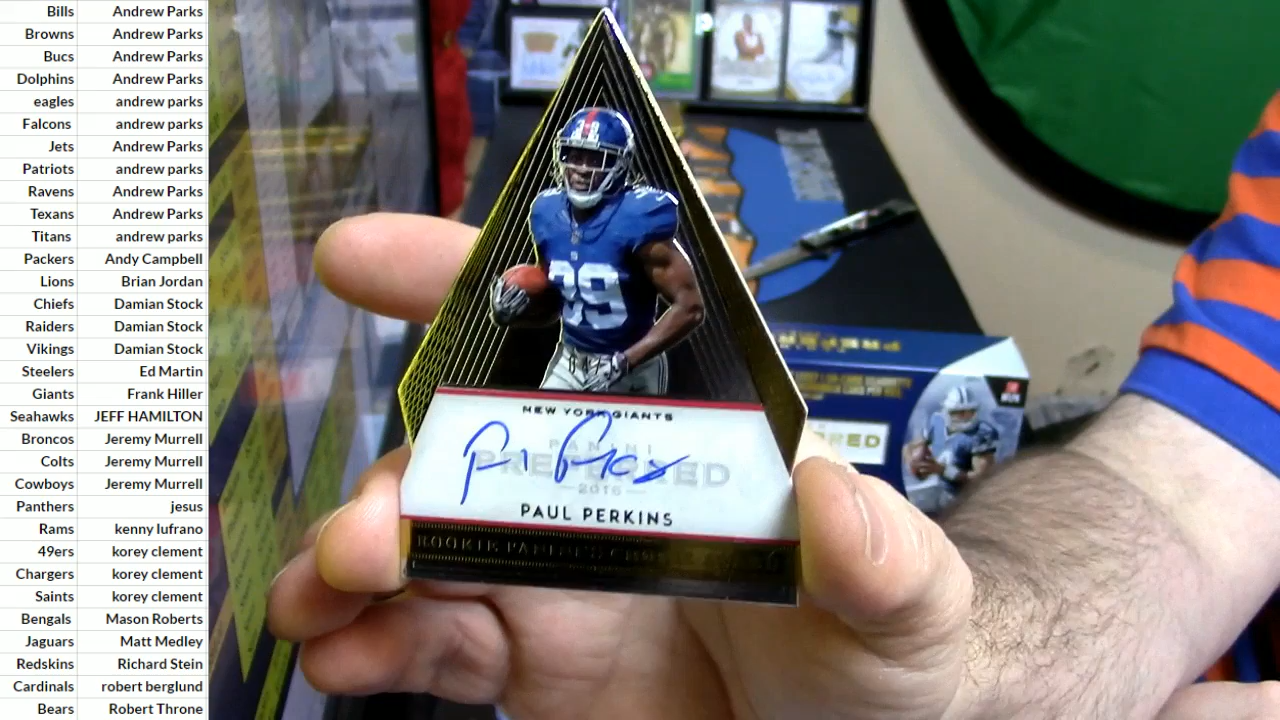 Bills Andrew Parks
Browns Andrew Parks
Bucs Andrew Parks
Dolphins Andrew Parks
eagles andrew parks
Falcons andrew parks
Jets Andrew Parks
Patriots andrew parks
Ravens Andrew Parks
Texans Andrew Parks
Titans andrew parks
Packers Andy Campbell
Lions Brian Jordan
Chiefs Damian Stock
Raiders Damian Stock
Vikings Damian Stock
Steelers Ed Martin
Giants Frank Hiller
Seahawks JEFF HAMILTON
Broncos Jeremy Murrell
Colts Jeremy Murrell
Cowboys Jeremy Murrell
Panthers jesus
Rams kenny lufrano
49ers korey clement
Chargers korey clement
Saints korey clement
Bengals Mason Roberts
Jaguars Matt Medley
Redskins Richard Stein
Cardinals robert berglund
Bears Robert Throne
39
NEW YORK GIANTS
PANINI
PREFERRED
2016
PAUL PERKINS
ROOKIE PANINI'S